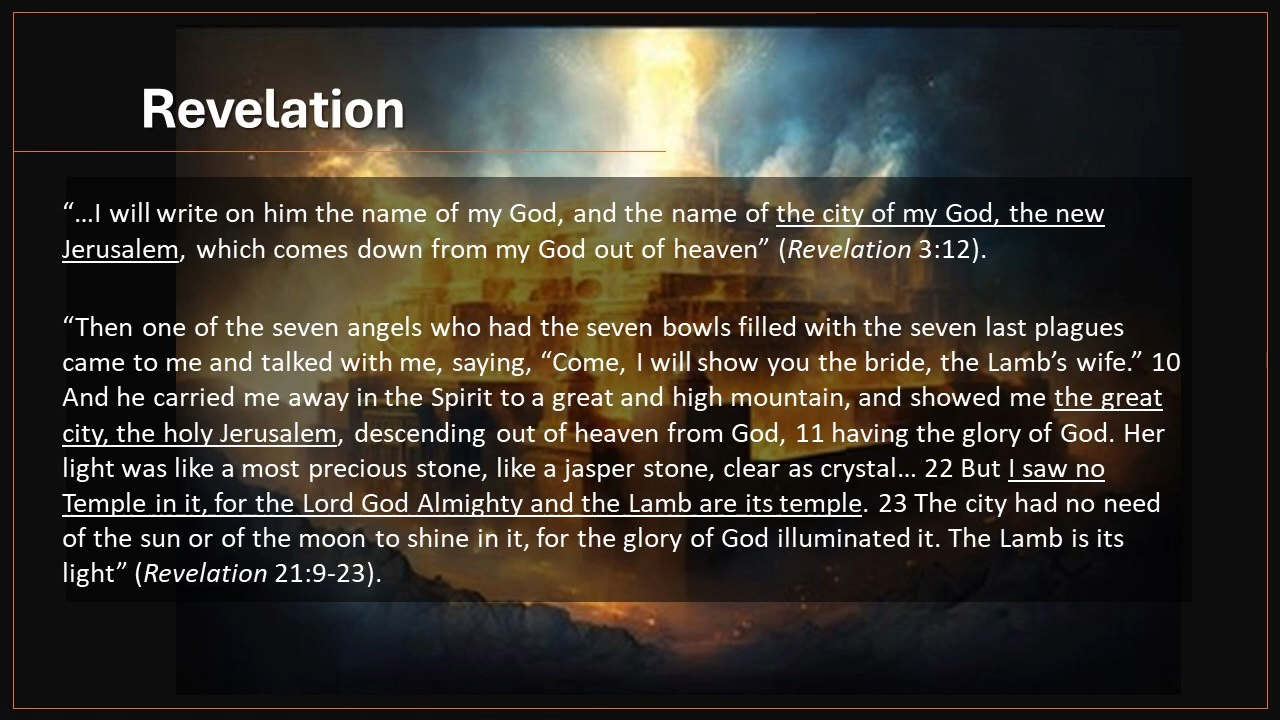 Revelation
“…I will write on him the name of my God, and the name of the city of my God, the new
Jerusalem, which comes down from my God out of heaven” (Revelation 3:12).
“Then one of the seven angels who had the seven bowls filled with the seven last plagues
came to me and talked with me, saying, “Come, I will show you the bride, the Lamb’s wife.” 10
And he carried me away in the Spirit to a great and high mountain, and showed me the great
city, the holy Jerusalem, descending out of heaven from God, 11 having the glory of God. Her
light was like a most precious stone, like a jasper stone, clear as crystal… 22 But I saw no
Temple in it, for the Lord God Almighty and the Lamb are its temple. 23 The city had no need
of the sun or of the moon to shine in it, for the glory of God illuminated it. The Lamb is its
light” (Revelation 21:9-23).